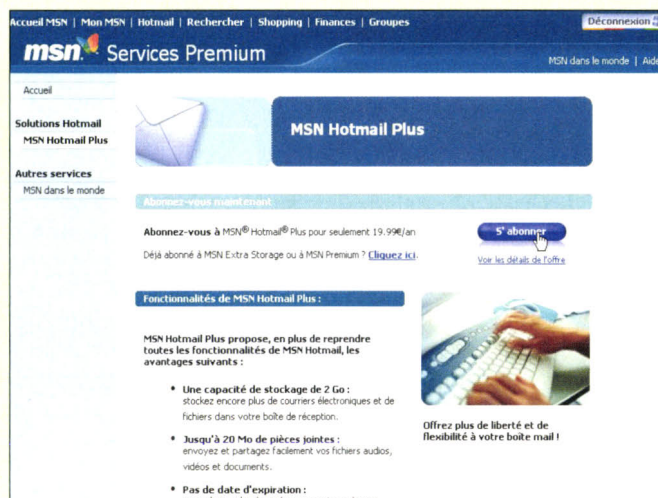 Accueil MSN | Mon MSN | Hotmail | Rechercher | Shopping | Finances | Groupes
Déconnexion
msn Services Premium
MSN dans le monde | Aide
Accueil
Solutions Hotmail
MSN Hotmail Plus
Autres services
MSN dans le monde
MSN Hotmail Plus
Abonnez-vous maintenant
Abonnez-vous à MSN® Hotmail® Plus pour seulement 19.99€/an
S'abonner
Déjà abonné à MSN Extra Storage ou à MSN Premium ? Cliquez ici.
Voir les détails de l'offre
Fonctionnalités de MSN Hotmail Plus :
MSN Hotmail Plus propose, en plus de reprendre
toutes les fonctionnalités de MSN Hotmail, les
avantages suivants :
• Une capacité de stockage de 2 Go :
stockez encore plus de courriers électroniques et de
fichiers dans votre boîte de réception.
• Jusqu'à 20 Mo de pièces jointes :
envoyez et partagez facilement vos fichiers audios,
vidéos et documents.
• Pas de date d'expiration :
Offrez plus de liberté et de
flexibilité à votre boite mail !